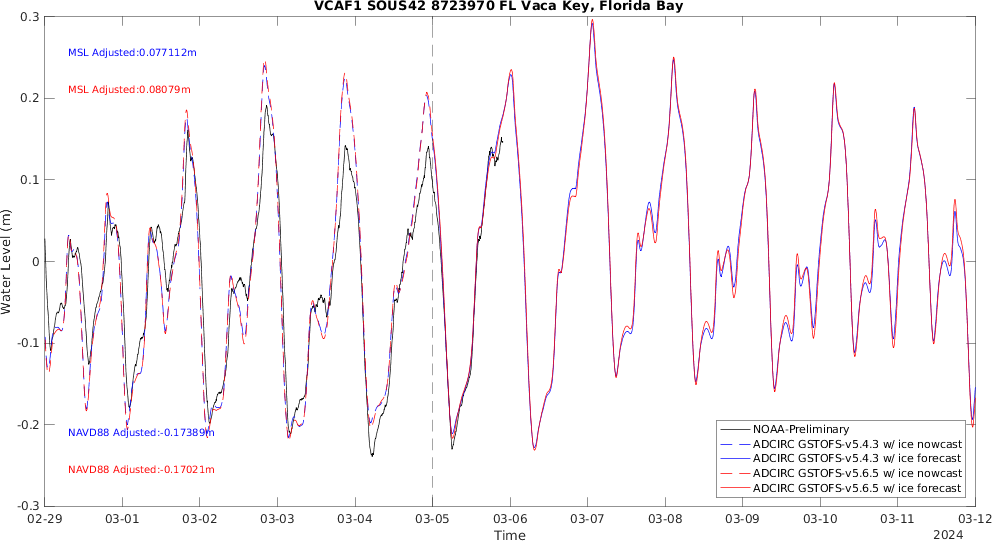 VCAF1 SOUS42 8723970 FL Vaca Key, Florida Bay
0.3
MSL Adjusted:0.077112m
MSL Adjusted:0.08079m
0.2
0.1
0
-0.1
-0.2
-0.3
Water Level (m)
NAVD88 Adjusted:-0.17389m
NAVD88 Adjusted:-0.17021m
NOAA-Preliminary
ADCIRC GSTOFS-v5.4.3 w/ ice nowcast
ADCIRC GSTOFS-v5.4.3 w/ ice forecast
ADCIRC GSTOFS-v5.6.5 w/ ice nowcast
ADCIRC GSTOFS-v5.6.5 w/ ice forecast
02-29 03-01 03-02 03-03 03-04 03-05 03-06 03-07 03-08 03-09 03-10 03-11 03-12
Time
2024